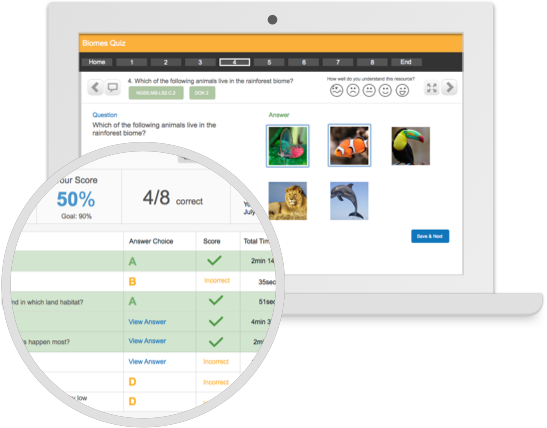 Biomes Quiz
Home 1 2 3 4 5 6 7 8 End
4. Which of the following animals live in the rainforest biome?
How well do you understand this resource?
NGSS.MS-LS2.C.2 DOK 2
Question
Answer
Which of the following animals live in the
rainforest biome?
Save & Next
our Score
50%
Goal: 90%
4/8 correct
Yo
July
Answer Choice Score Total Tim
A 2min 14
B Incorrect 35sec
nd in which land habitat? A 51sec
View Answer 4min 3
s happen most? View Answer 2m
View Answer Incorrect
D Incorrect
low
D